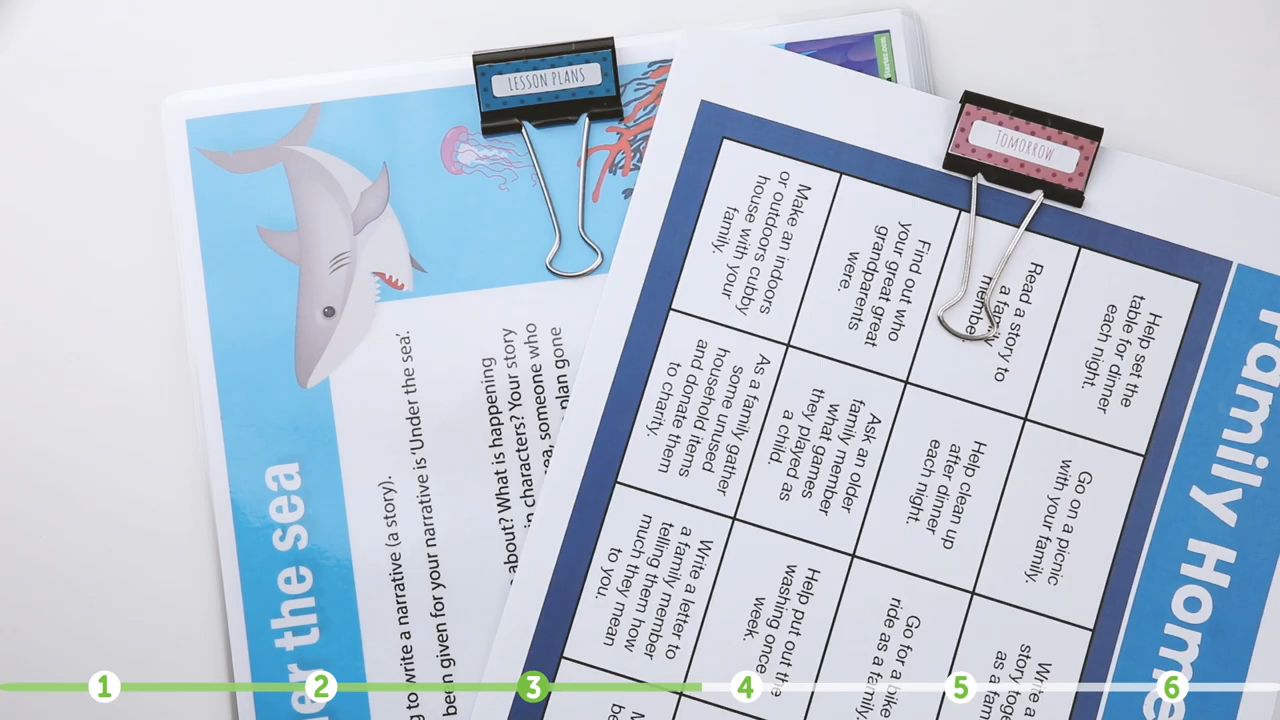 LESSON PLANS
TOMORROW
the sea
to write a narrative (a story).
been given for your narrative is 'Under the sea'.
about? What is happening
in characters? Your story
someone who
plan gone
Family Home
Help set the
table for dinner
each night.
Go on a picnic
with your family.
Write a
story
as a
Read a story to
a family
member.
Help clean up
after dinner
each night.
Go for a bike
ride as a family.
Find out who
your great great
grandparents
were.
Ask an older
family member
what games
they played as
a child.
Help put out the
washing once
week.
Make an indoors
or outdoors cubby
house with your
family.
As a family gather
some unused
household items
and donate them
to charity.
Write a letter to
a family member
telling them how
much they mean
to you.
1 2 3 4 5 6